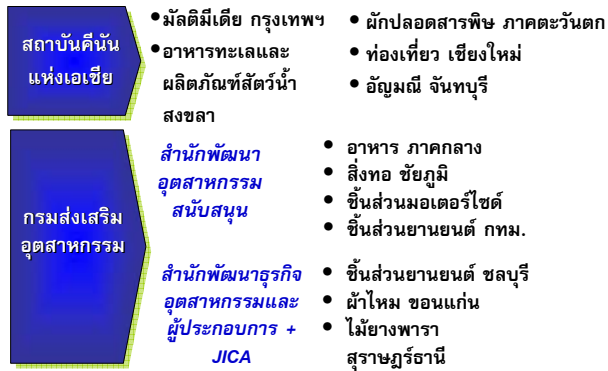 สถาบันคีนัน
แห่งเอเชีย
•มัลติมีเดีย กรุงเทพฯ
•อาหารทะเลและ
ผลิตภัณฑ์สัตว์น้ำ
สงขลา
• ผักปลอดสารพิษ ภาคตะวันตก
• ท่องเที่ยว เชียงใหม่
• อัญมณี จันทบุรี
กรมส่งเสริม
อุตสาหกรรม
สำนักพัฒนา
อุตสาหกรรม
สนับสนุน
• อาหาร ภาคกลาง
• สิ่งทอ ชัยภูมิ
• ชิ้นส่วนมอเตอร์ไซด์
• ชิ้นส่วนยานยนต์ กทม.
สำนักพัฒนาธุรกิจ
อุตสาหกรรมและ
ผู้ประกอบการ +
JICA
• ชิ้นส่วนยานยนต์ ชลบุรี
• ผ้าไหม ขอนแก่น
• ไม้ยางพารา
สุราษฎร์ธานี